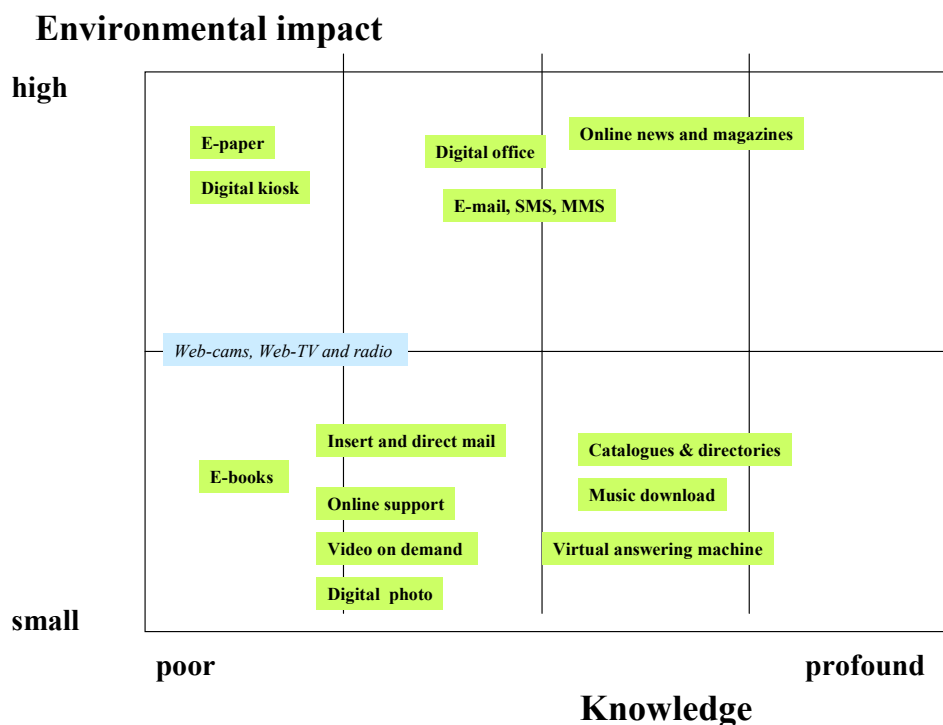 Environmental impact
high
Online news and magazines
E-paper
Digital office
Digital kiosk
E-mail, SMS, MMS
Web-cams, Web-TV and radio
Insert and direct mail
Catalogues & directories
E-books
Music download
Online support
Video on demand
Virtual answering machine
Digital photo
small
poor
profound
Knowledge